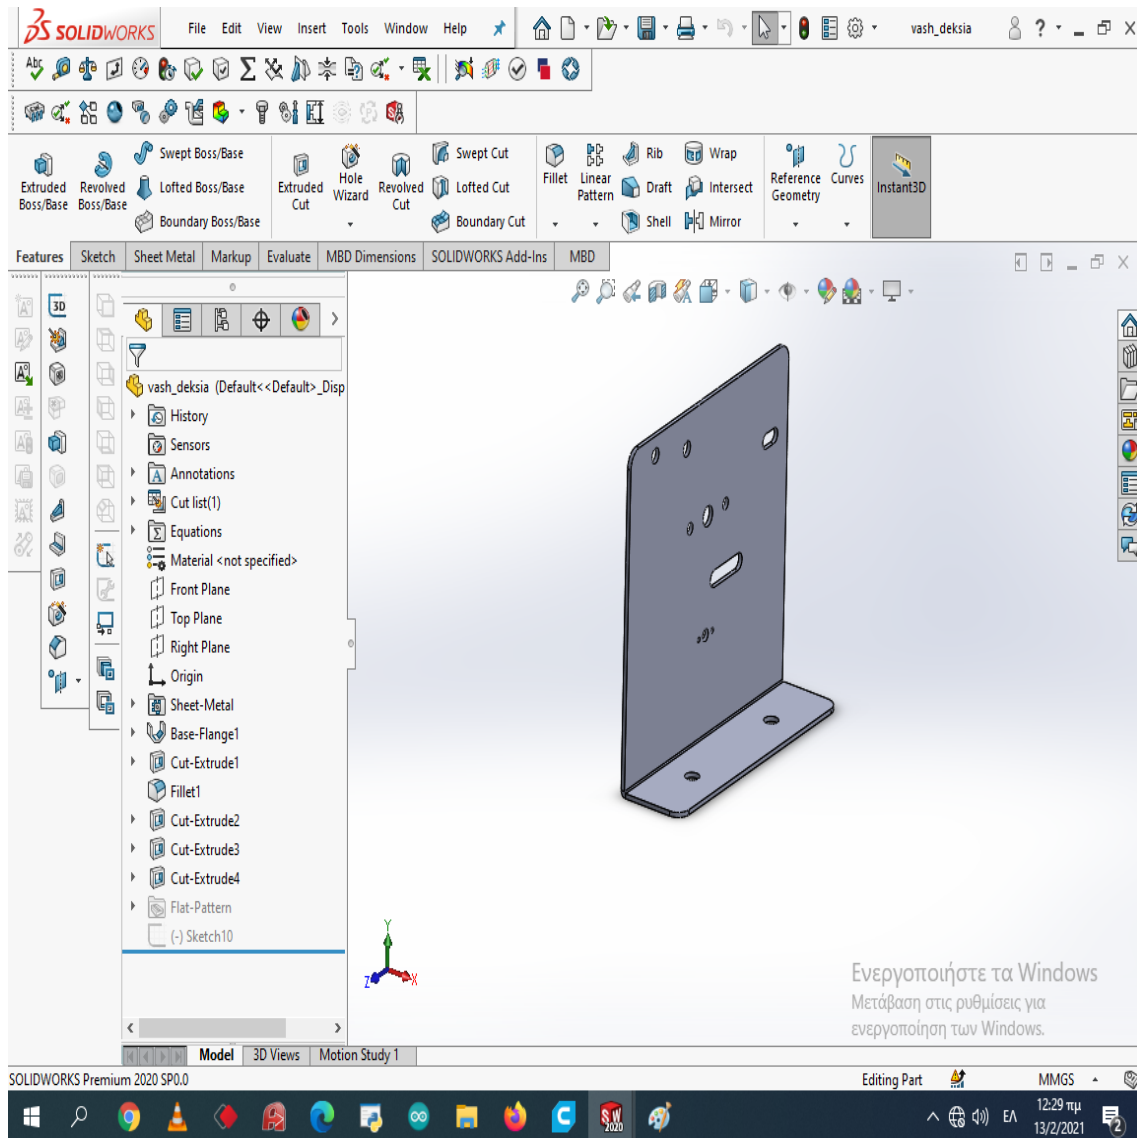 SOLIDWORKS File Edit View Insert Tools Window Help vash_deksia ?
Abc
Extruded Boss/Base
Revolved Boss/Base
Swept Boss/Base
Lofted Boss/Base
Boundary Boss/Base
Extruded Cut
Hole Wizard
Revolved Cut
Swept Cut
Lofted Cut
Boundary Cut
Fillet
Linear Pattern
Rib
Draft
Shell
Wrap
Intersect
Mirror
Reference Geometry
Curves
Instant3D
Features Sketch Sheet Metal Markup Evaluate MBD Dimensions SOLIDWORKS Add-Ins MBD
3D
vash_deksia (Default<<Default>_Disp
History
Sensors
Annotations
Cut list(1)
Equations
Material <not specified>
Front Plane
Top Plane
Right Plane
Origin
Sheet-Metal
Base-Flange1
Cut-Extrude1
Fillet1
Cut-Extrude2
Cut-Extrude3
Cut-Extrude4
Flat-Pattern
(-) Sketch10
Y
Z
X
Ενεργοποιήστε τα Windows
Μετάβαση στις ρυθμίσεις για
ενεργοποίηση των Windows.
Model 3D Views Motion Study 1
SOLIDWORKS Premium 2020 SP0.0 Editing Part MMGS
SW 2020
ΕΛ
12:29 πμ
13/2/2021
2